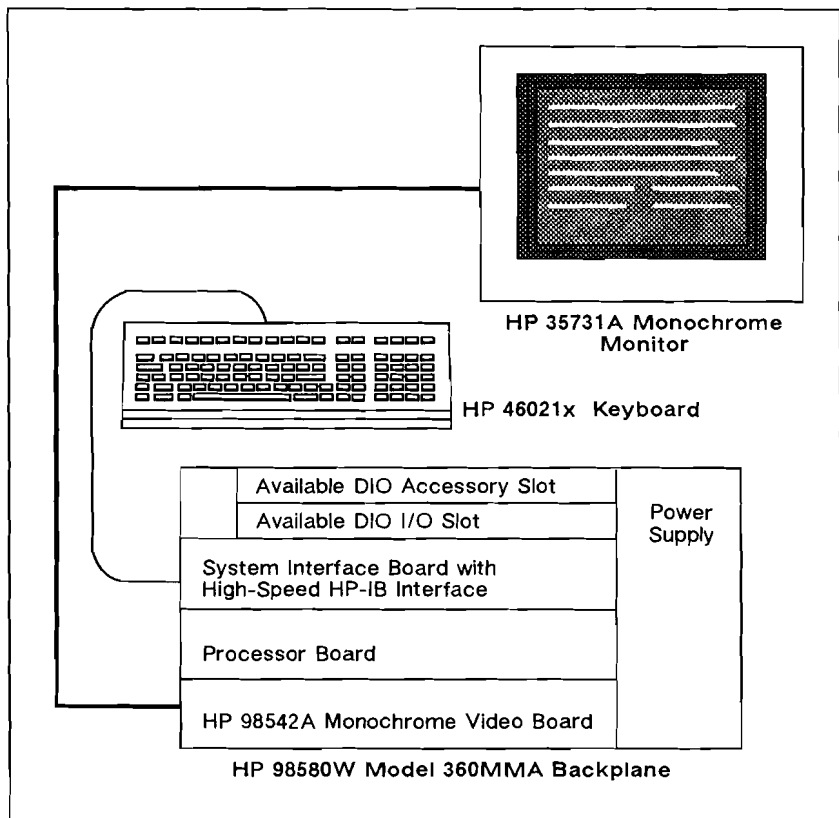 HP 35731A Monochrome
Monitor
HP 46021x Keyboard
Available DIO Accessory Slot
Available DIO I/O Slot
Power
Supply
System Interface Board with
High-Speed HP-IB Interface
Processor Board
HP 98542A Monochrome Video Board
HP 98580W Model 360MMA Backplane